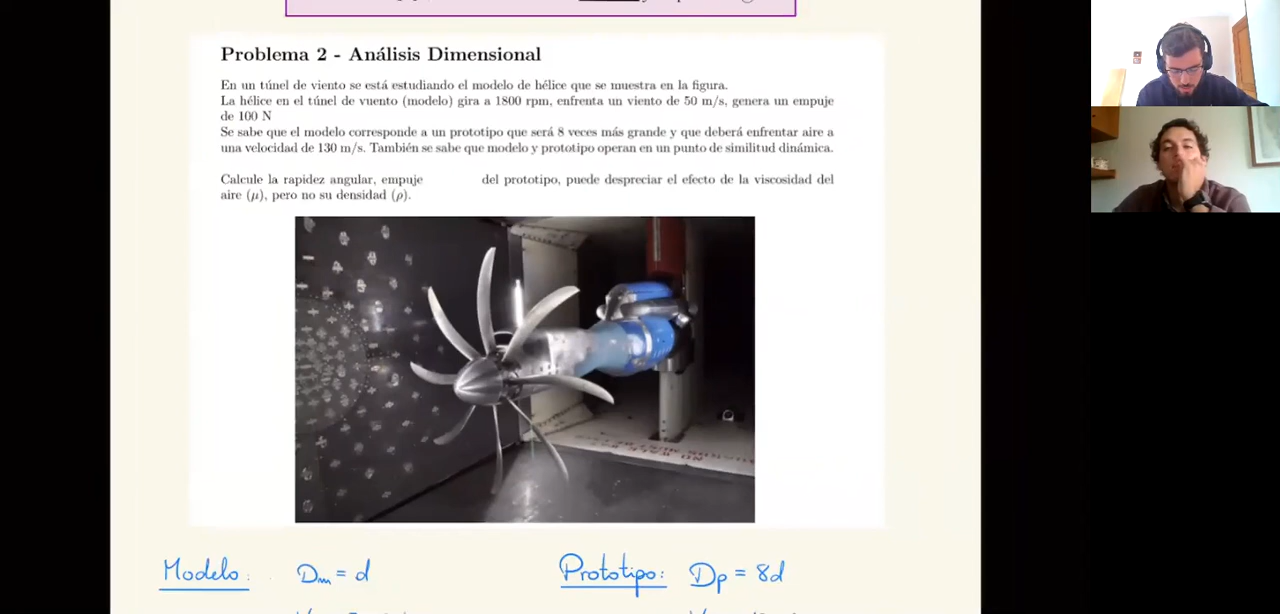 Problema 2 - Análisis Dimensional
En un túnel de viento se está estudiando el modelo de hélice que se muestra en la figura.
La hélice en el túnel de vuento (modelo) gira a 1800 rpm, enfrenta un viento de 50 m/s, genera un empuje
de 100 N
Se sabe que el modelo corresponde a un prototipo que será 8 veces más grande y que deberá enfrentar aire a
una velocidad de 130 m/s. También se sabe que modelo y prototipo operan en un punto de similitud dinámica.
Calcule la rapidez angular, empuje del prototipo, puede despreciar el efecto de la viscosidad del
aire (μ), pero no su densidad (ρ).
Modelo: Dm = d Prototipo: Dp = 8d